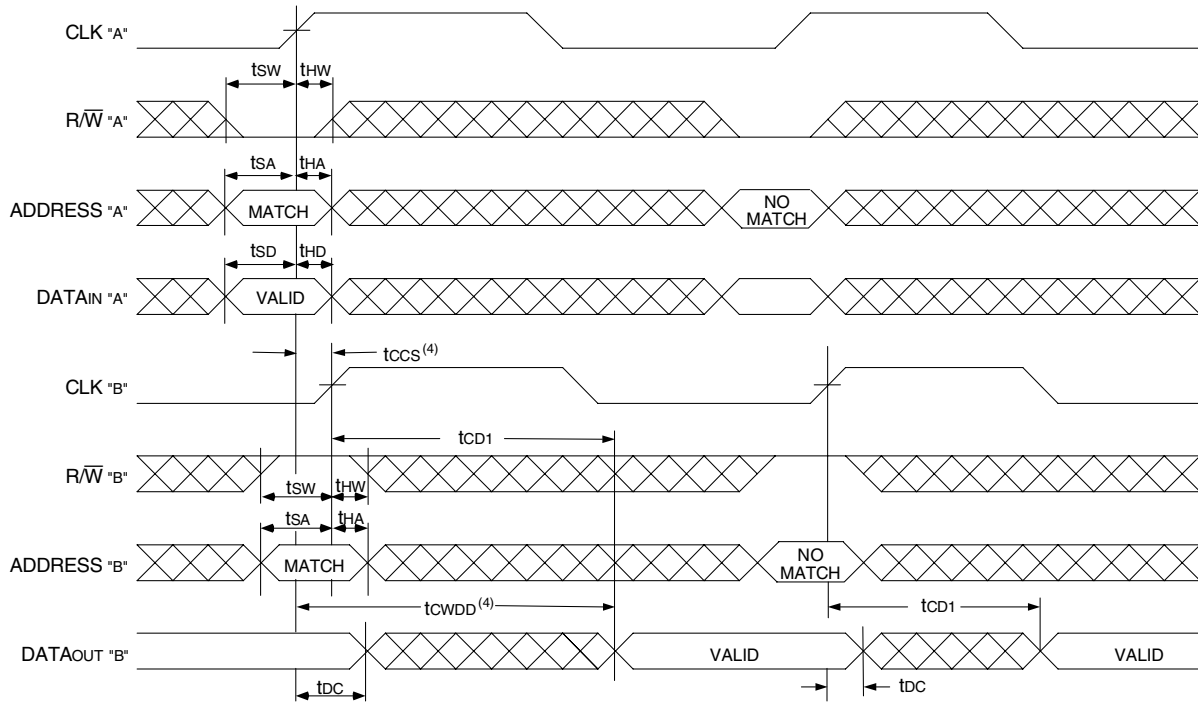 CLK "A"
tSW tHW
R/W̅ "A"
tSA tHA
ADDRESS "A" MATCH NO MATCH
tSD tHD
DATAIN "A" VALID
tCCS(4)
CLK "B"
tCD1
R/W̅ "B"
tSW tHW
tSA tHA
ADDRESS "B" MATCH NO MATCH
tCWDD(4) tCD1
DATAOUT "B" VALID VALID
tDC tDC